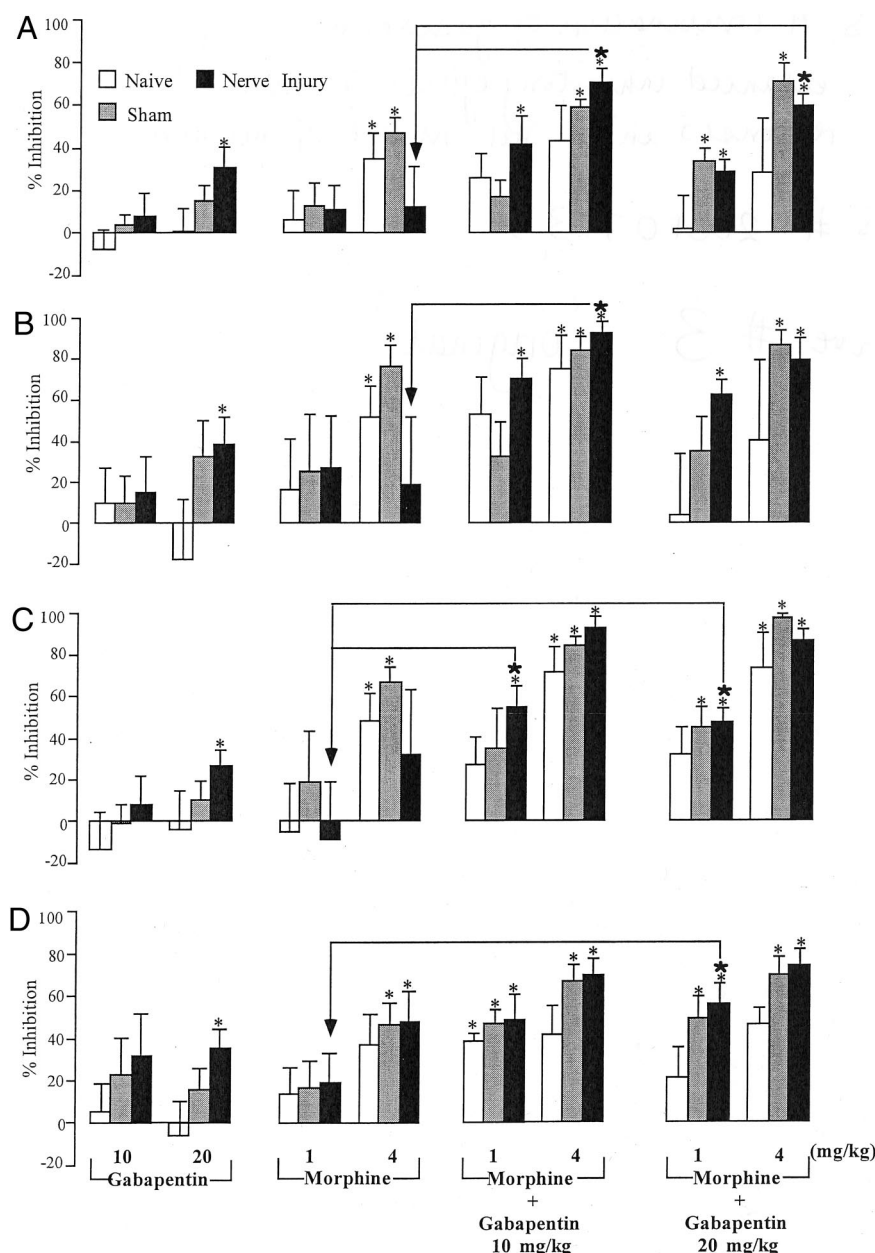 A
100
80
60
40
20
0
-20
% Inhibition
Naive
Nerve Injury
Sham
* * * * * * * * * * *
B
100
80
60
40
20
0
-20
% Inhibition
* * * * * * * * * * *
C
100
80
60
40
20
0
-20
% Inhibition
* * * * * * * * * * * * *
D
100
80
60
40
20
0
-20
% Inhibition
* * * * * * * * * * * * *
10 20 1 4 1 4 1 4 (mg/kg)
Gabapentin Morphine Morphine Morphine
+ +
Gabapentin Gabapentin
10 mg/kg 20 mg/kg